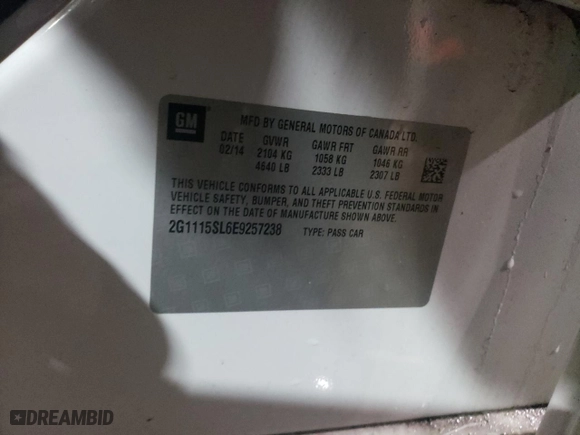 GM
MFD BY GENERAL MOTORS OF CANADA LTD.
DATE GVWR GAWR FRT GAWR RR
02/14 2104 KG 1058 KG 1046 KG
4640 LB 2333 LB 2307 LB
THIS VEHICLE CONFORMS TO ALL APPLICABLE U.S. FEDERAL MOTOR
VEHICLE SAFETY, BUMPER, AND THEFT PREVENTION STANDARDS IN
EFFECT ON THE DATE OF MANUFACTURE SHOWN ABOVE.
2G1115SL6E9257238 TYPE: PASS CAR
DREAMBID